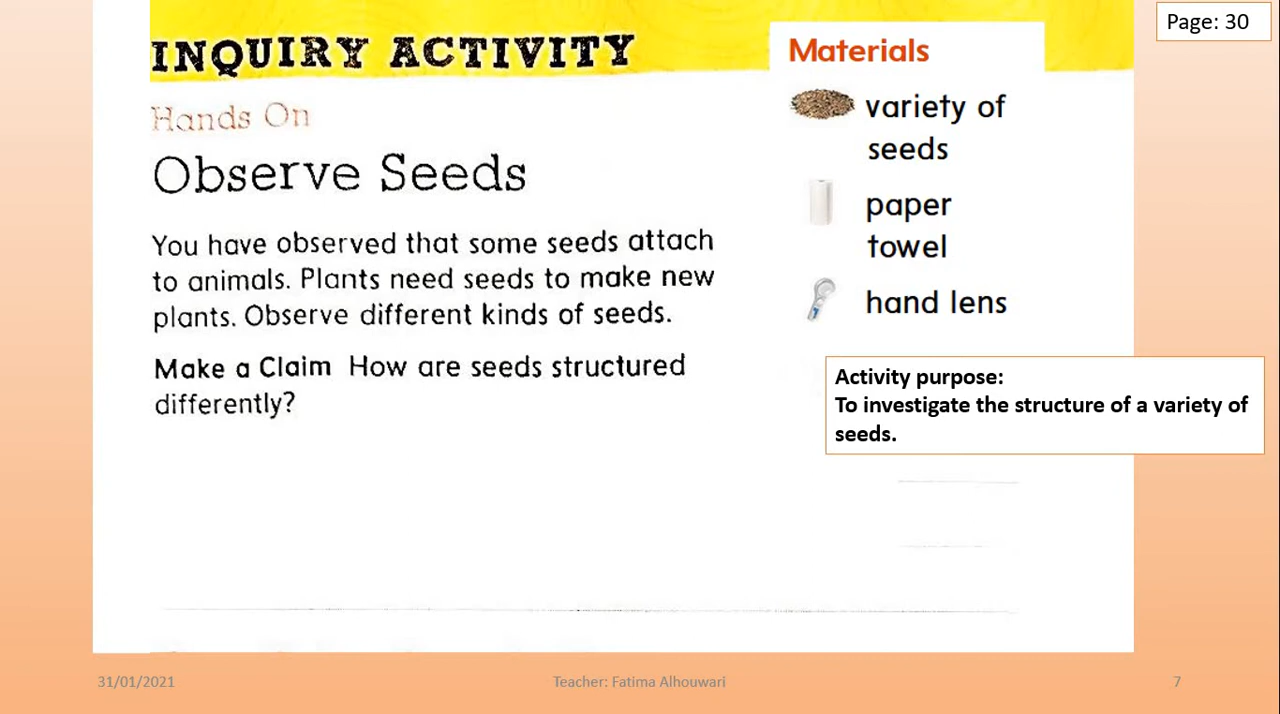 Page: 30
INQUIRY ACTIVITY
Hands On
Observe Seeds
You have observed that some seeds attach
to animals. Plants need seeds to make new
plants. Observe different kinds of seeds.
Make a Claim How are seeds structured
differently?
Materials
variety of
seeds
paper
towel
hand lens
Activity purpose:
To investigate the structure of a variety of
seeds.
31/01/2021
Teacher: Fatima Alhouwari
7